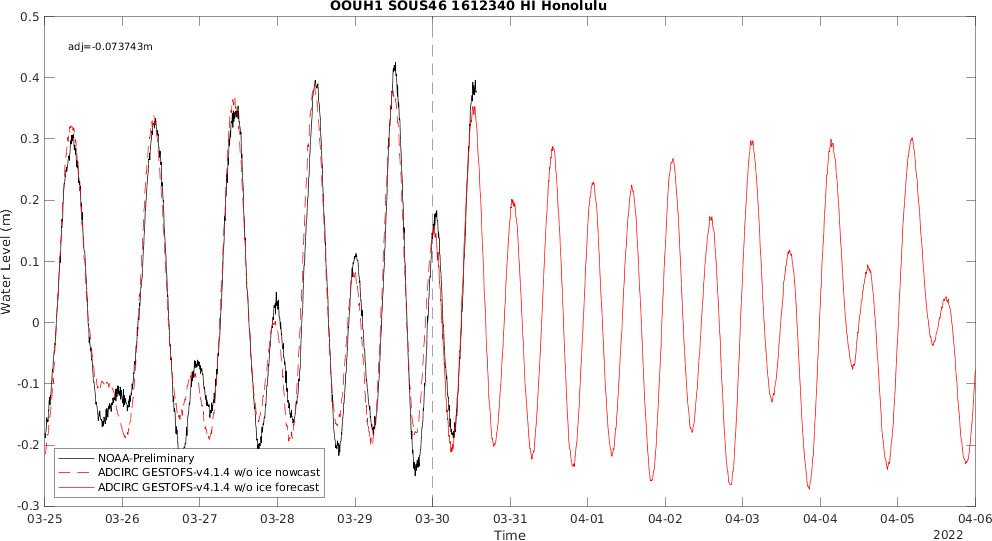 OOUH1 SOUS46 1612340 HI Honolulu
adj=-0.073743m
Water Level (m)
0.5
0.4
0.3
0.2
0.1
0
-0.1
-0.2
-0.3
NOAA-Preliminary
ADCIRC GESTOFS-v4.1.4 w/o ice nowcast
ADCIRC GESTOFS-v4.1.4 w/o ice forecast
03-25 03-26 03-27 03-28 03-29 03-30 03-31 04-01 04-02 04-03 04-04 04-05 04-06
Time
2022